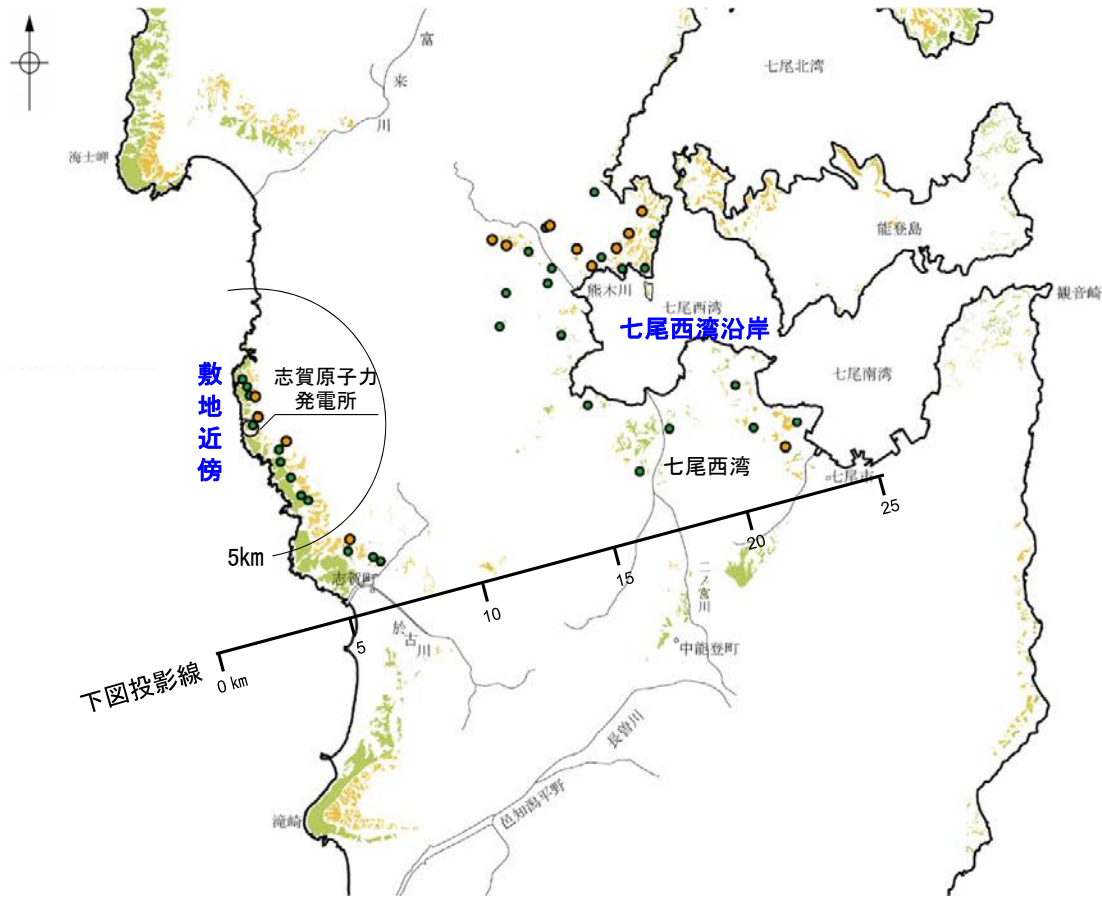 富
来
川
七尾北湾
海士岬
能登島
観音崎
熊木川
七尾西湾
七尾西湾沿岸
敷
地
近
傍
志賀原子力
発電所
七尾南湾
七尾西湾
七尾市
25
20
15
10
5
0 km
5km
志賀町
二
ノ
宮
川
於
古
川
中能登町
下図投影線
長曽川
邑知潟平野
滝崎